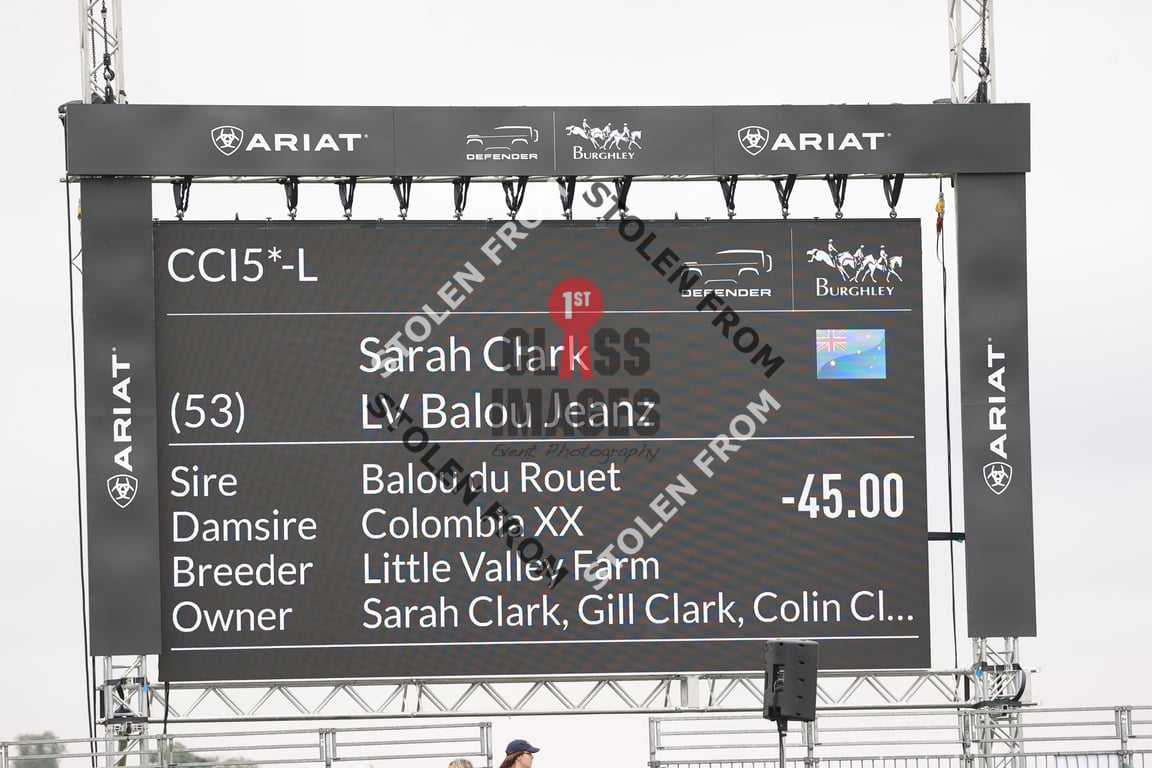 ARIAT DEFENDER BURGHLEY ARIAT
CCI5*-L
DEFENDER BURGHLEY
Sarah Clark
(53) LV Balou Jeanz
Sire Balou du Rouet
-45.00
Damsire Colombia XX
Breeder Little Valley Farm
Owner Sarah Clark, Gill Clark, Colin Cl...
ARIAT
ARIAT
1ST
CLASS
IMAGES
Event Photography
STOLEN FROM
STOLEN FROM
STOLEN FROM
STOLEN FROM